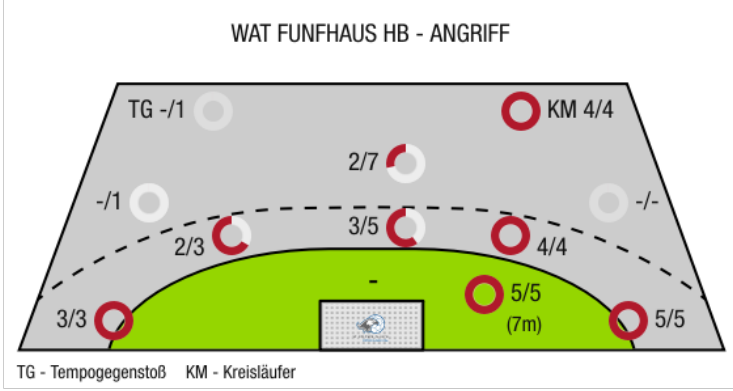 WAT FUNFHAUS HB - ANGRIFF
TG -/1
KM 4/4
2/7
-/1
-/-
2/3
3/5
4/4
-
5/5
(7m)
3/3
5/5
TG - Tempogegenstoß KM - Kreisläufer